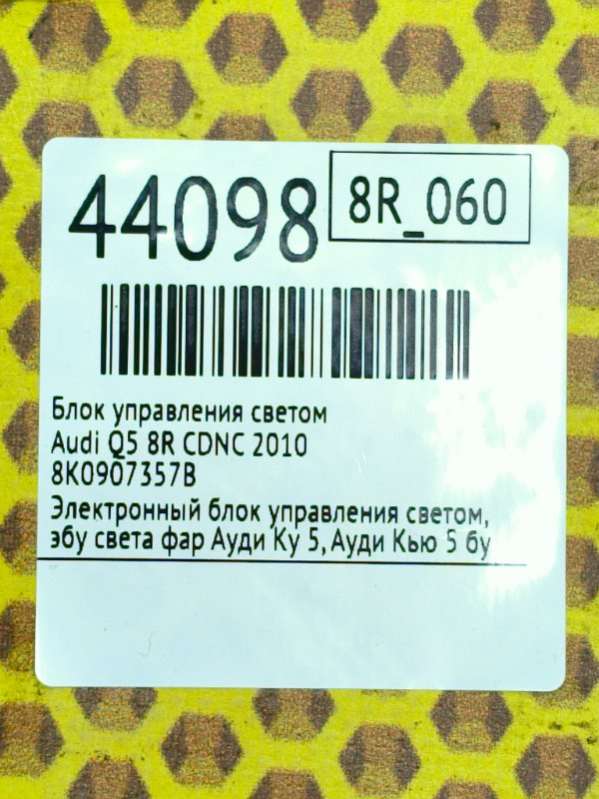 44098
8R_060
Блок управления светом
Audi Q5 8R CDNC 2010
8K0907357B
Электронный блок управления светом,
эбу света фар Ауди Ку 5, Ауди Кью 5 бу